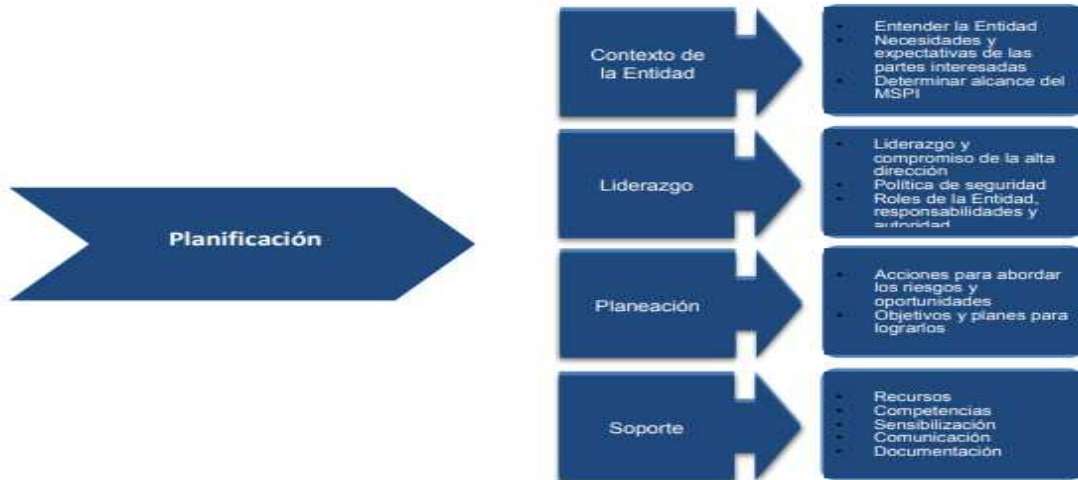 Planificación
Contexto de
la Entidad
Entender la Entidad
Necesidades y
expectativas de las
partes interesadas
Determinar alcance del
MSPI
Liderazgo
Liderazgo y
compromiso de la alta
dirección
Política de seguridad
Roles de la Entidad,
responsabilidades y
autoridad
Planeación
Acciones para abordar
los riesgos y
oportunidades
Objetivos y planes para
lograrlos
Soporte
Recursos
Competencias
Sensibilización
Comunicación
Documentación